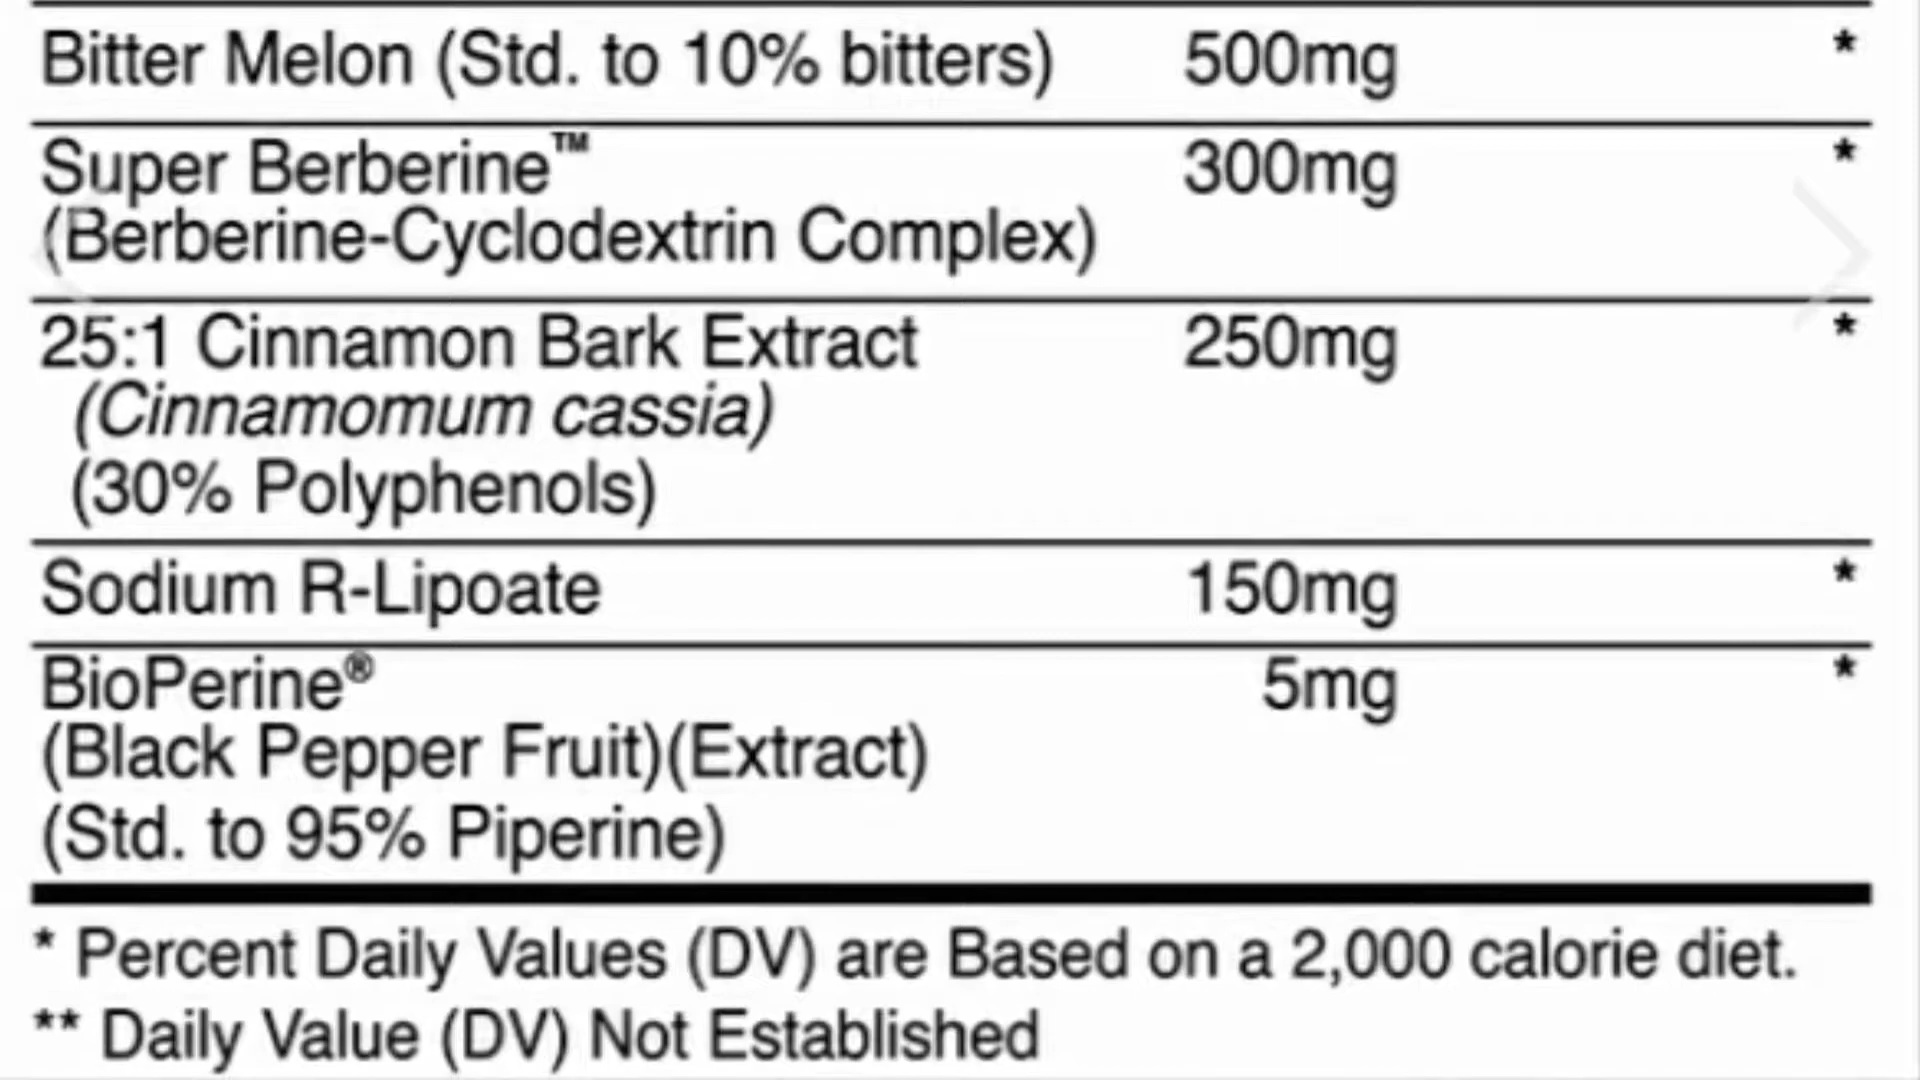 Bitter Melon (Std. to 10% bitters) 500mg *
Super Berberine™ 300mg *
(Berberine-Cyclodextrin Complex)
25:1 Cinnamon Bark Extract 250mg *
(Cinnamomum cassia)
(30% Polyphenols)
Sodium R-Lipoate 150mg *
BioPerine® 5mg *
(Black Pepper Fruit)(Extract)
(Std. to 95% Piperine)
* Percent Daily Values (DV) are Based on a 2,000 calorie diet.
** Daily Value (DV) Not Established